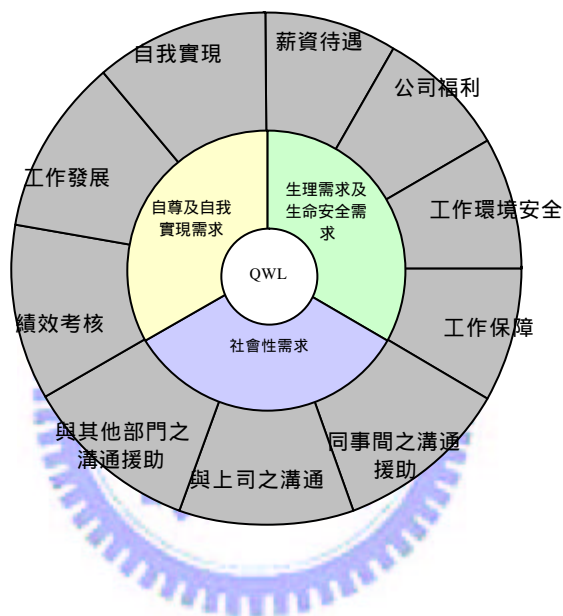 自我實現
薪資待遇
公司福利
工作發展
自尊及自我
實現需求
生理需求及
生命安全需
求
工作環境安全
QWL
績效考核
工作保障
社會性需求
與其他部門之
溝通援助
與上司之溝通
同事間之溝通
援助